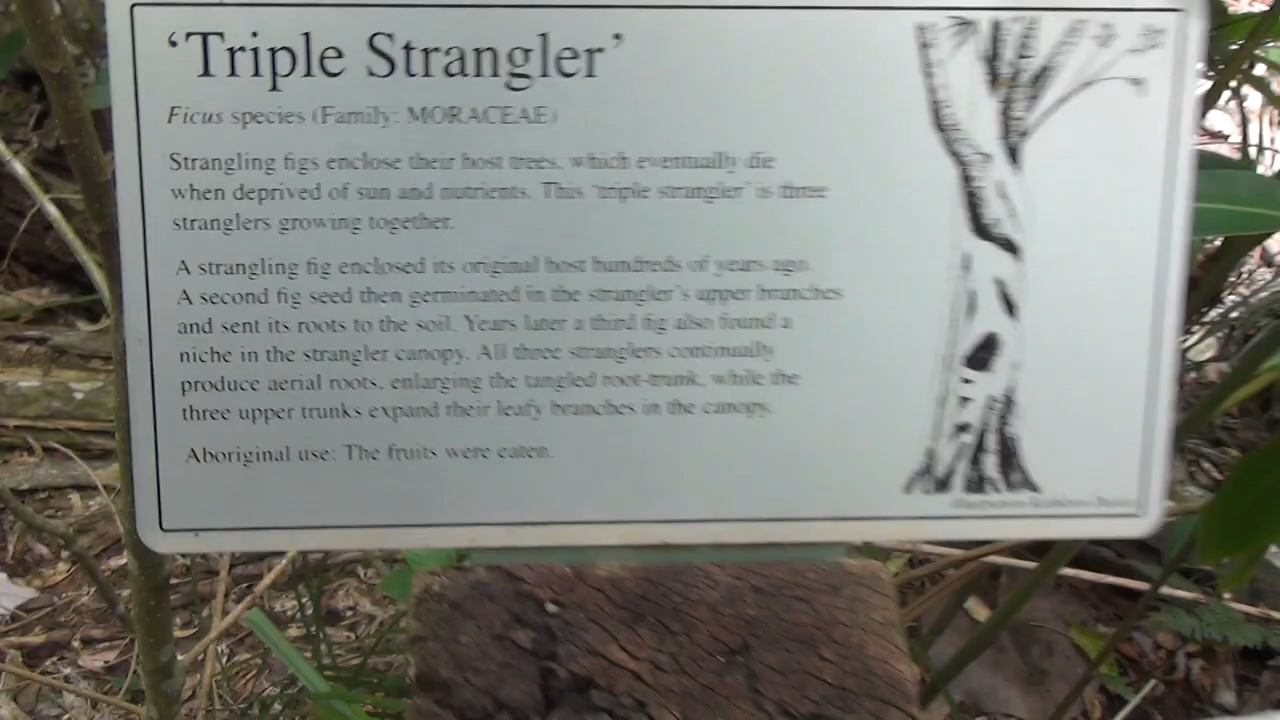 ‘Triple Strangler’
Ficus species (Family: MORACEAE)
Strangling figs enclose their host trees, which eventually die
when deprived of sun and nutrients. This ‘triple strangler’ is three
stranglers growing together.
A strangling fig enclosed its original host hundreds of years ago.
A second fig seed then germinated in the strangler’s upper branches
and sent its roots to the soil. Years later a third fig also found a
niche in the strangler canopy. All three stranglers continually
produce aerial roots, enlarging the tangled root-trunk, while the
three upper trunks expand their leafy branches in the canopy.
Aboriginal use: The fruits were eaten.